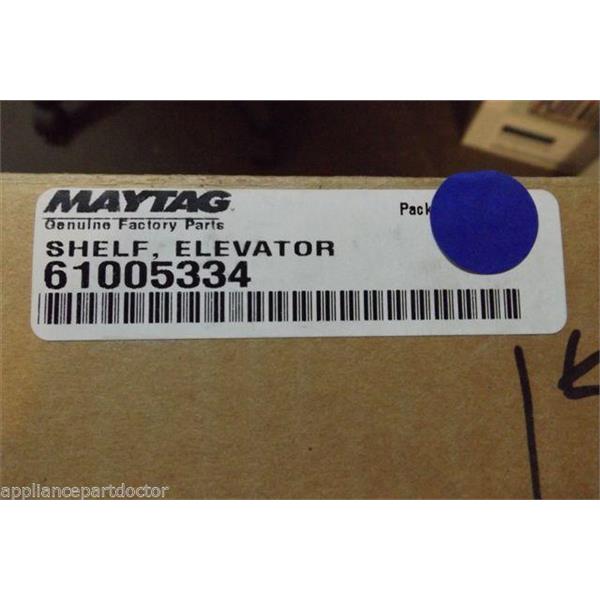 MAYTAG
Genuine Factory Parts
Pack
SHELF, ELEVATOR
61005334
appliancepartdoctor